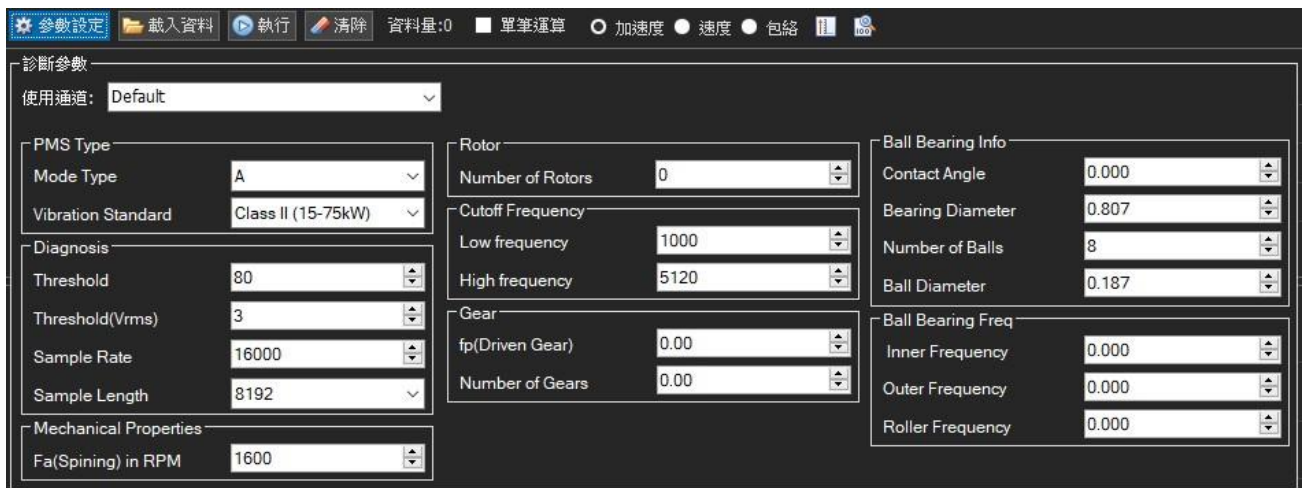 參數設定 載入資料 執行 清除 資料量:0 單筆運算 加速度 速度 包絡
診斷參數
使用通道: Default
PMS Type
Mode Type A
Vibration Standard Class II (15-75kW)
Diagnosis
Threshold 80
Threshold(Vrms) 3
Sample Rate 16000
Sample Length 8192
Mechanical Properties
Fa(Spining) in RPM 1600
Rotor
Number of Rotors 0
Cutoff Frequency
Low frequency 1000
High frequency 5120
Gear
fp(Driven Gear) 0.00
Number of Gears 0.00
Ball Bearing Info
Contact Angle 0.000
Bearing Diameter 0.807
Number of Balls 8
Ball Diameter 0.187
Ball Bearing Freq
Inner Frequency 0.000
Outer Frequency 0.000
Roller Frequency 0.000